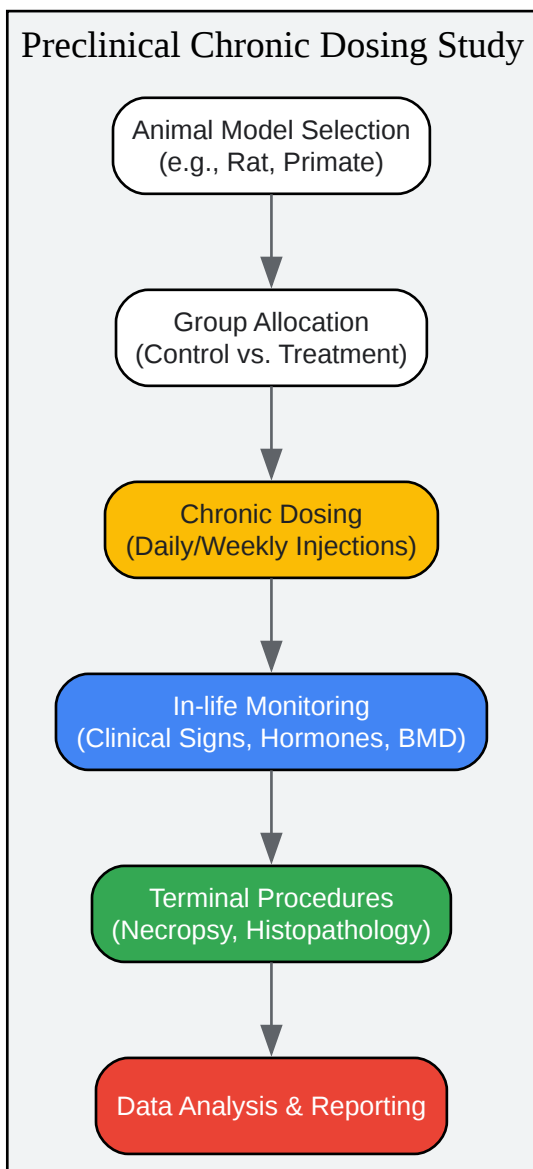 Preclinical Chronic Dosing Study
Animal Model Selection
(e.g., Rat, Primate)
Group Allocation
(Control vs. Treatment)
Chronic Dosing
(Daily/Weekly Injections)
In-life Monitoring
(Clinical Signs, Hormones, BMD)
Terminal Procedures
(Necropsy, Histopathology)
Data Analysis & Reporting